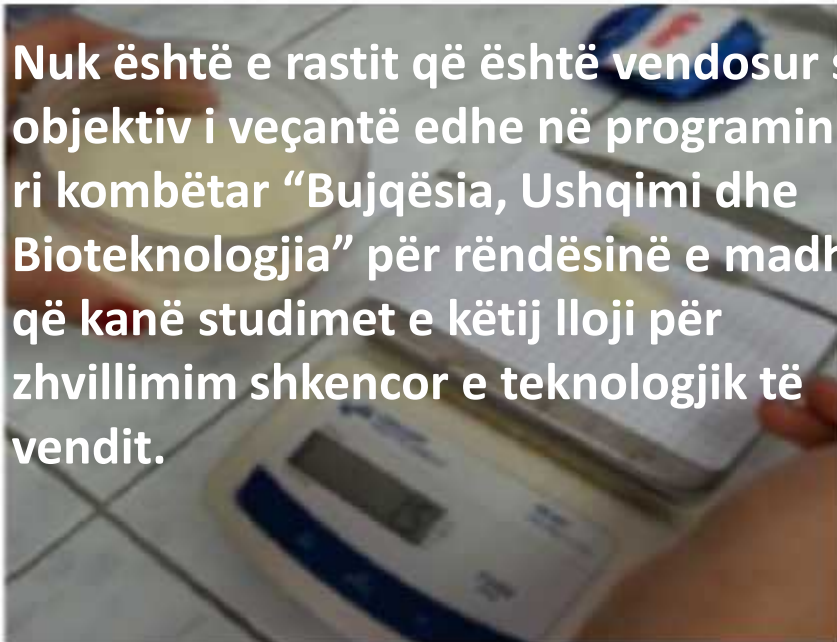 Nuk është e rastit që është vendosur s
objektiv i veçantë edhe në programin
ri kombëtar “Bujqësia, Ushqimi dhe
Bioteknologjia” për rëndësinë e madh
që kanë studimet e këtij lloji për
zhvillimim shkencor e teknologjik të
vendit.